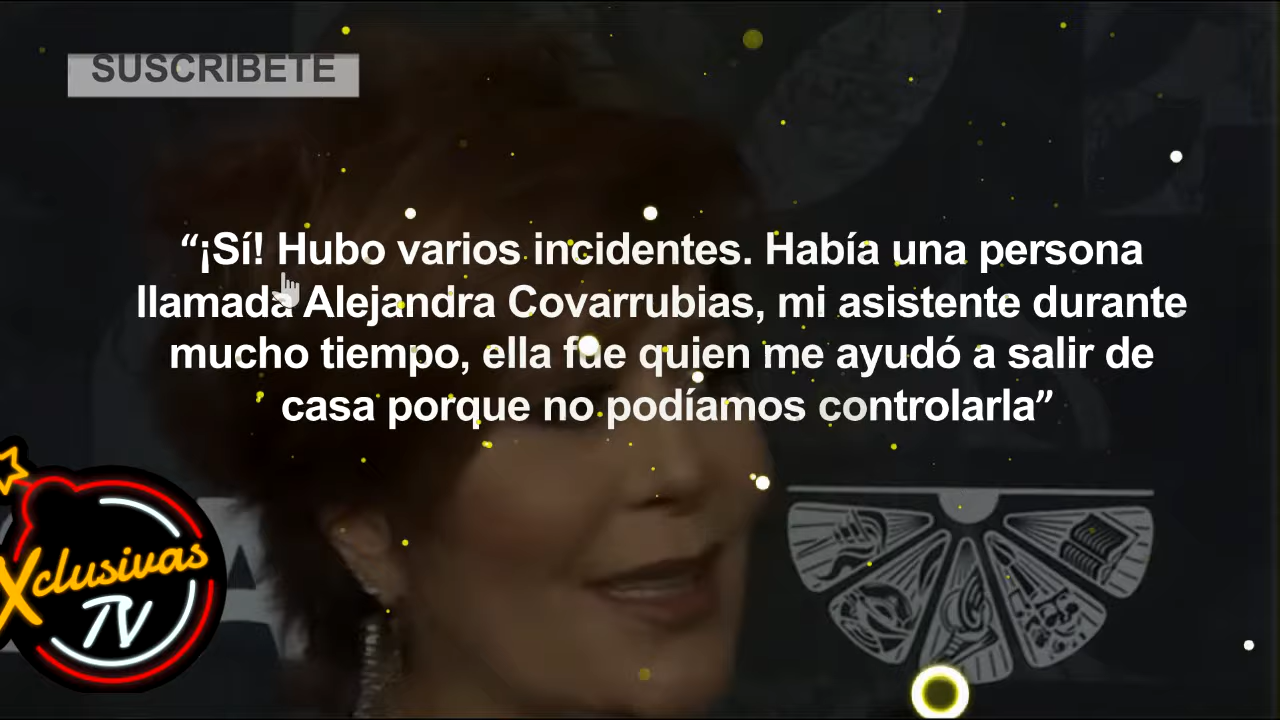 SUSCRIBETE
“¡Sí! Hubo varios incidentes. Había una persona
llamada Alejandra Covarrubias, mi asistente durante
mucho tiempo, ella fue quien me ayudó a salir de
casa porque no podíamos controlarla”
Xclusivas
TV